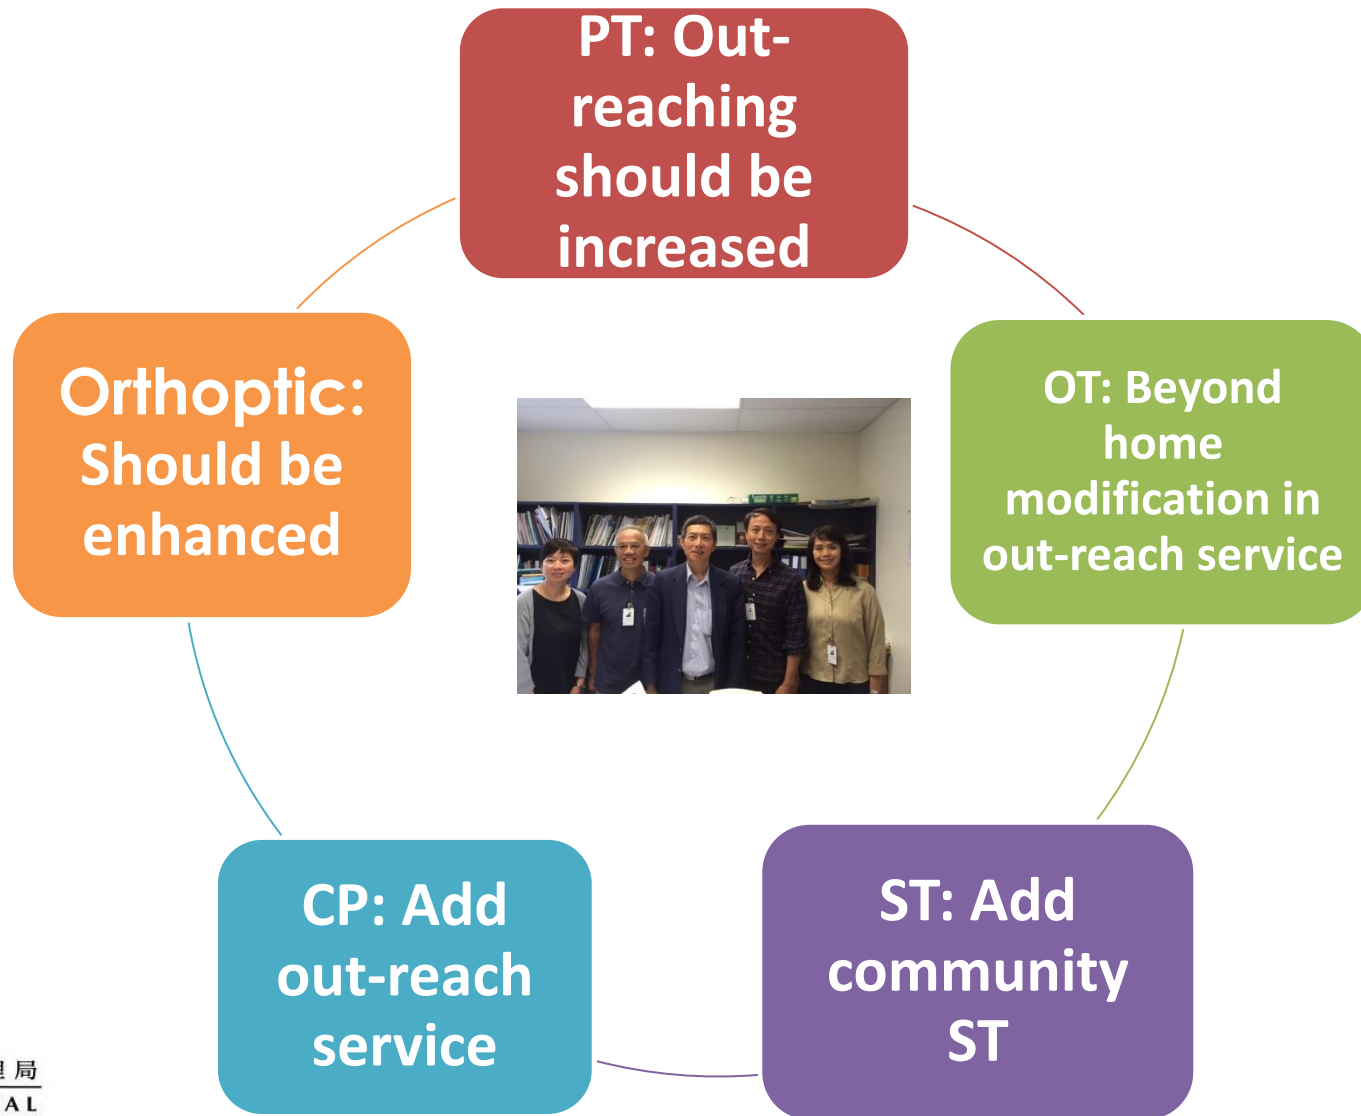 PT: Out-
reaching
should be
increased
OT: Beyond
home
modification in
out-reach service
ST: Add
community
ST
CP: Add
out-reach
service
Orthoptic:
Should be
enhanced
局
AL